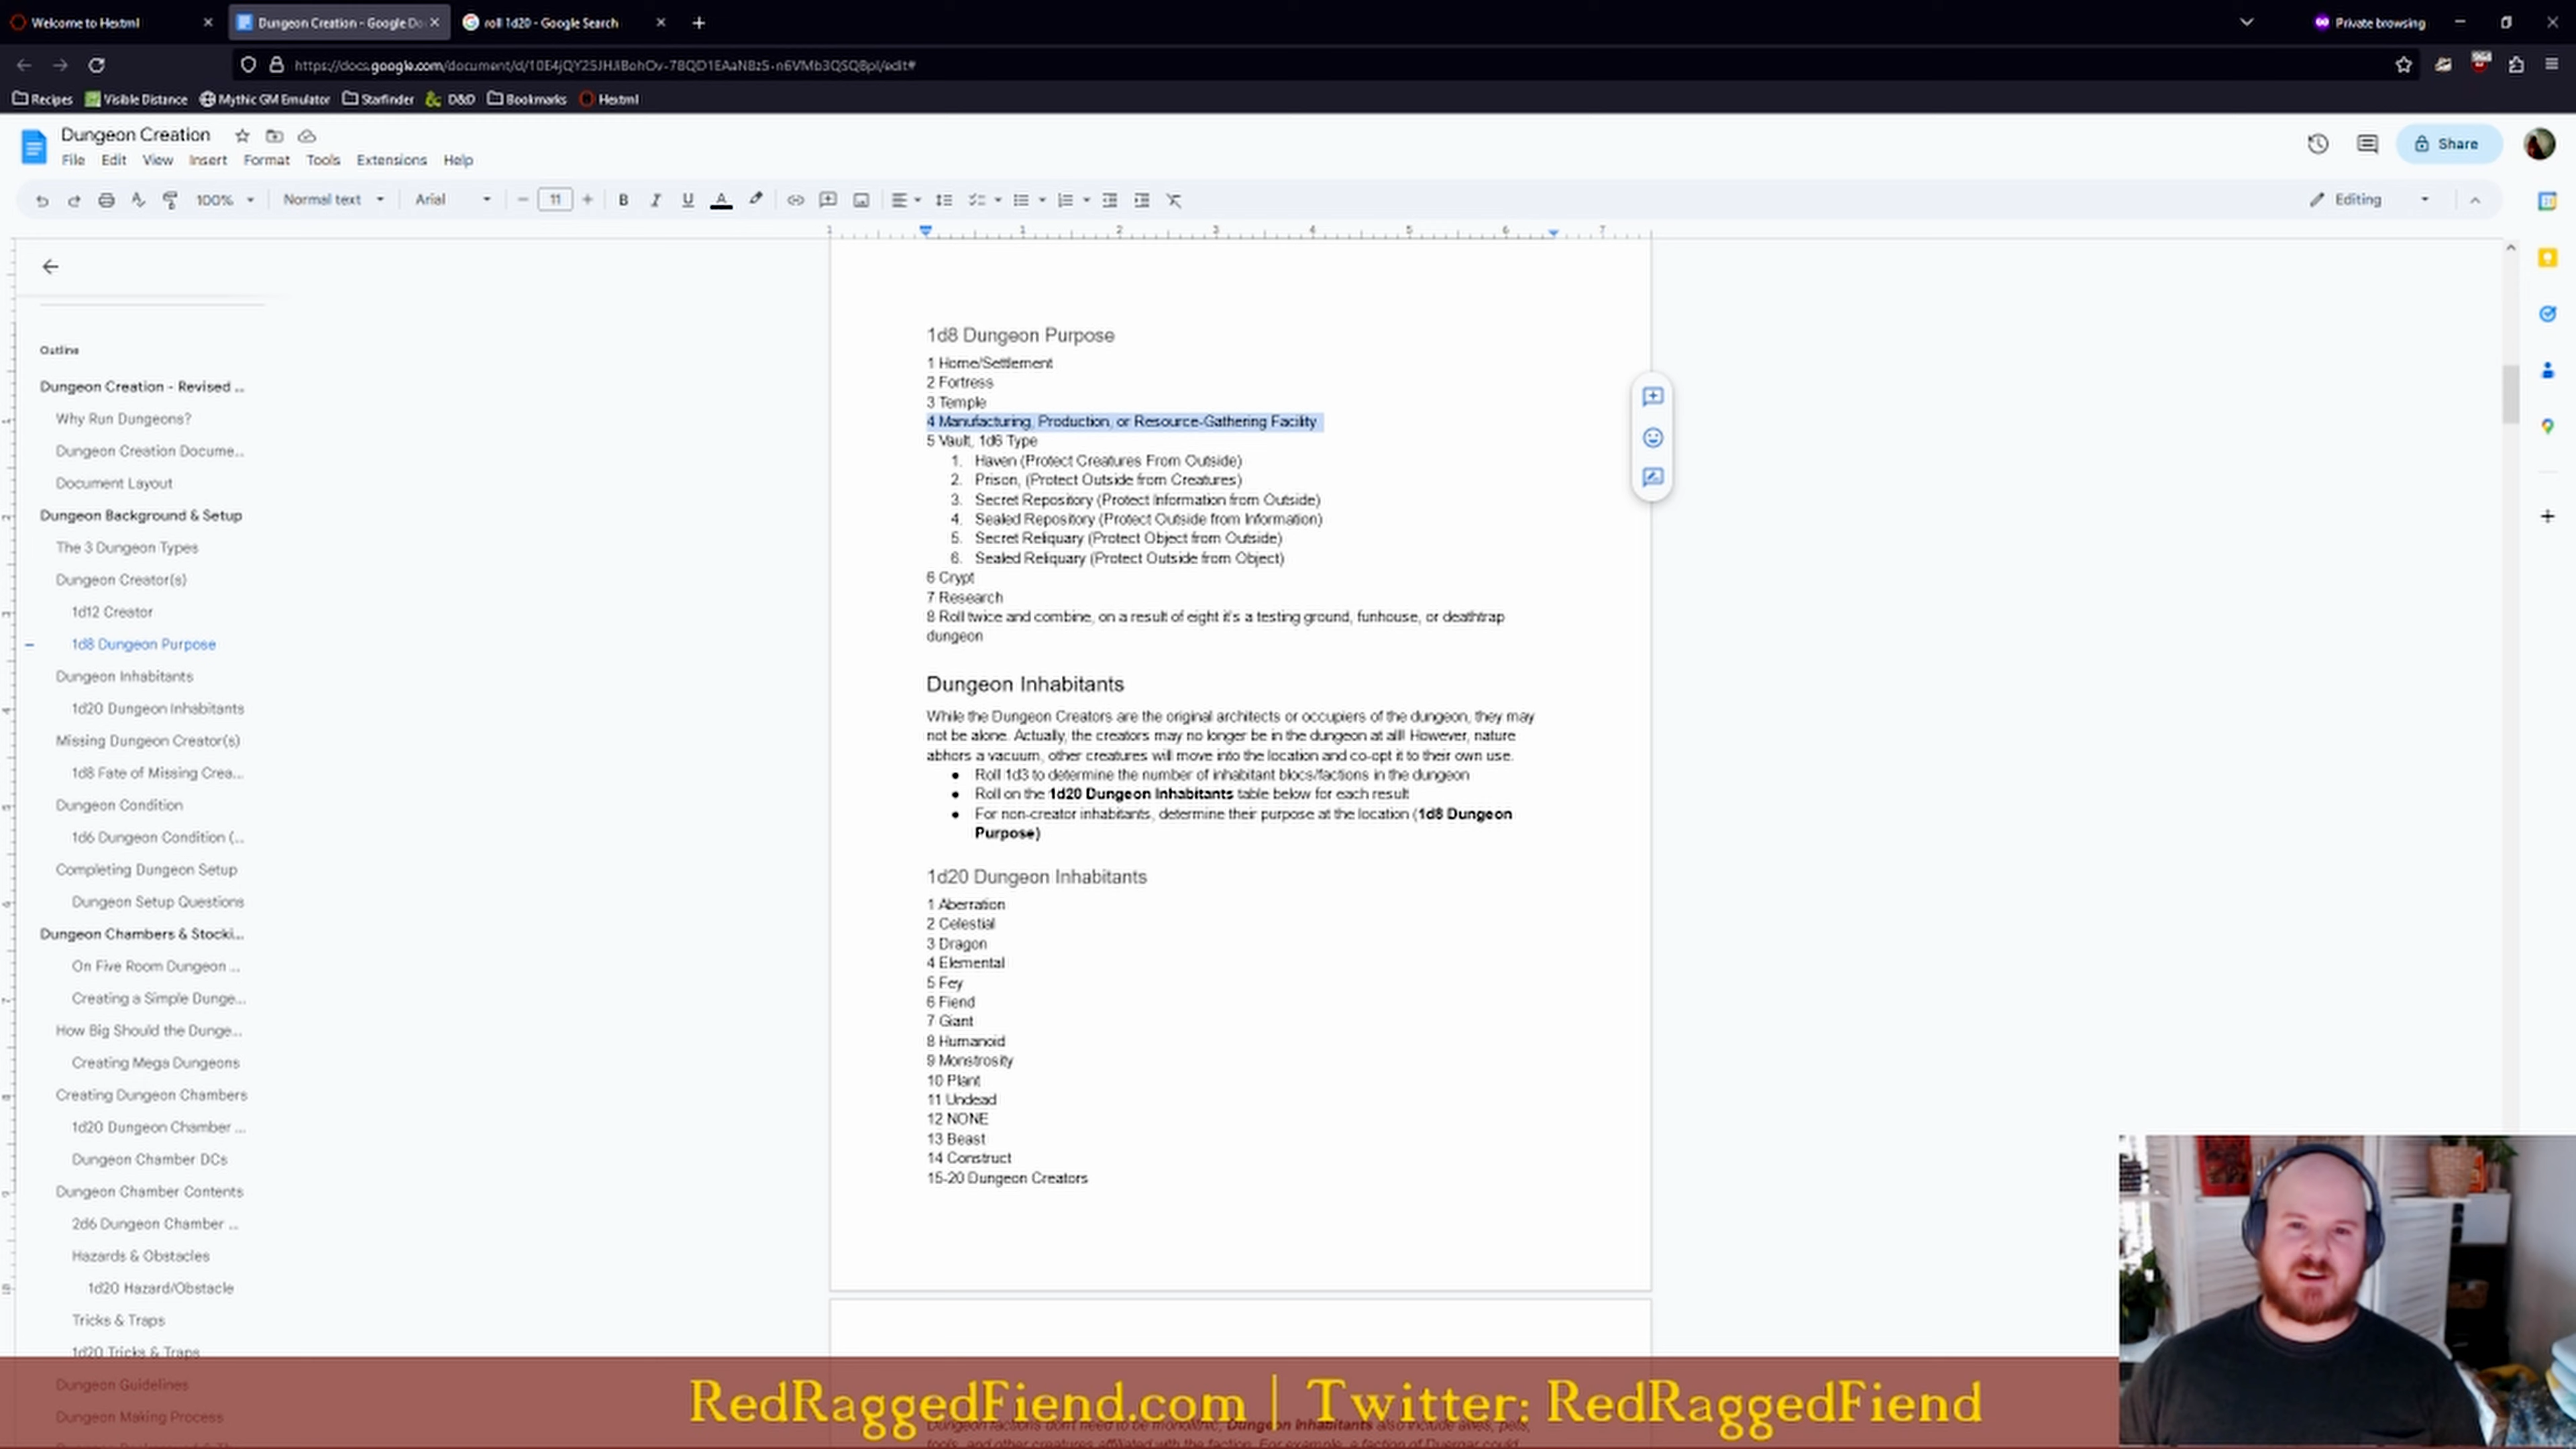 Welcome to Hextml
Dungeon Creation - Google Do
roll 1d20 - Google Search
Private browsing
Recipes
Visible Distance
Mythic GM Emulator
Starfinder
D&D
Bookmarks
Hextml
Dungeon Creation
File Edit View Insert Format Tools Extensions Help
Share
100%
Normal text
Arial
11
Editing
Outline
Dungeon Creation - Revised ...
Why Run Dungeons?
Dungeon Creation Docume...
Document Layout
Dungeon Background & Setup
The 3 Dungeon Types
Dungeon Creator(s)
1d12 Creator
1d8 Dungeon Purpose
Dungeon Inhabitants
1d20 Dungeon Inhabitants
Missing Dungeon Creator(s)
1d8 Fate of Missing Crea...
Dungeon Condition
1d6 Dungeon Condition (...
Completing Dungeon Setup
Dungeon Setup Questions
Dungeon Chambers & Stocki...
On Five Room Dungeon ...
Creating a Simple Dunge...
How Big Should the Dunge...
Creating Mega Dungeons
Creating Dungeon Chambers
1d20 Dungeon Chamber ...
Dungeon Chamber DCs
Dungeon Chamber Contents
2d6 Dungeon Chamber ...
Hazards & Obstacles
1d20 Hazard/Obstacle
Tricks & Traps
1d20 Tricks & Traps
Dungeon Guidelines
Dungeon Making Process
1d8 Dungeon Purpose
1 Home/Settlement
2 Fortress
3 Temple
4 Manufacturing, Production, or Resource-Gathering Facility
5 Vault, 1d6 Type
1. Haven (Protect Creatures From Outside)
2. Prison, (Protect Outside from Creatures)
3. Secret Repository (Protect Information from Outside)
4. Sealed Repository (Protect Outside from Information)
5. Secret Reliquary (Protect Object from Outside)
6. Sealed Reliquary (Protect Outside from Object)
6 Crypt
7 Research
8 Roll twice and combine, on a result of eight it's a testing ground, funhouse, or deathtrap
dungeon
Dungeon Inhabitants
While the Dungeon Creators are the original architects or occupiers of the dungeon, they may
not be alone. Actually, the creators may no longer be in the dungeon at all! However, nature
abhors a vacuum, other creatures will move into the location and co-opt it to their own use.
● Roll 1d3 to determine the number of inhabitant blocs/factions in the dungeon
● Roll on the 1d20 Dungeon Inhabitants table below for each result
● For non-creator inhabitants, determine their purpose at the location (1d8 Dungeon
Purpose)
1d20 Dungeon Inhabitants
1 Aberration
2 Celestial
3 Dragon
4 Elemental
5 Fey
6 Fiend
7 Giant
8 Humanoid
9 Monstrosity
10 Plant
11 Undead
12 NONE
13 Beast
14 Construct
15-20 Dungeon Creators
RedRaggedFiend.com | Twitter: RedRaggedFiend